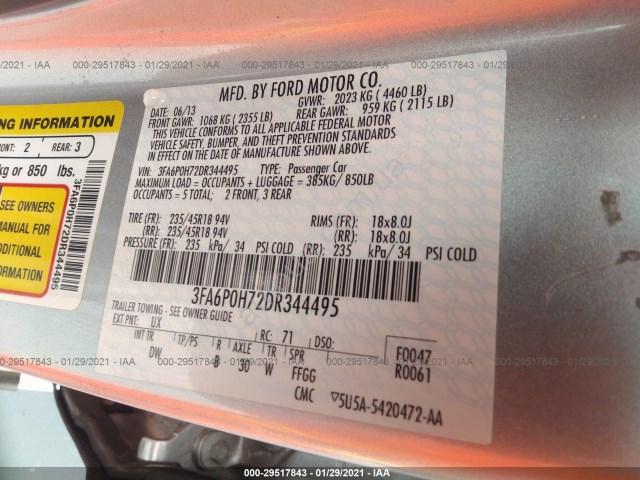 000-29517843 - 01/29/2021 - IAA
MFD. BY FORD MOTOR CO.
DATE: 06/13 GVWR: 2023 KG ( 4460 LB)
FRONT GAWR: 1068 KG ( 2355 LB) REAR GAWR: 959 KG ( 2115 LB)
THIS VEHICLE CONFORMS TO ALL APPLICABLE FEDERAL MOTOR
VEHICLE SAFETY, BUMPER, AND THEFT PREVENTION STANDARDS
IN EFFECT ON THE DATE OF MANUFACTURE SHOWN ABOVE.
VIN: 3FA6P0H72DR344495 TYPE: Passenger Car
MAXIMUM LOAD = OCCUPANTS + LUGGAGE = 385KG/850LB
OCCUPANTS = 5 TOTAL: 2 FRONT, 3 REAR
TIRE (FR): 235/45R18 94V RIMS (FR): 18x8.0J
(RR): 235/45R18 94V (RR): 18x8.0J
PRESSURE (FR): 235 kPa/ 34 PSI COLD (RR): 235 kPa/ 34 PSI COLD
3FA6P0H72DR344495
TRAILER TOWING - SEE OWNER GUIDE
EXT PNT: UX RC: 71 DSO:
INT TR TP/PS R AXLE TR SPR F0047
DW B 30 W FFGG R0061
CMC ▽5U5A-5420472-AA
NG INFORMATION
RONT: 2 REAR: 3
kg or 850 lbs.
SEE OWNERS
MANUAL FOR
ADDITIONAL
INFORMATION
3FA6P0H72DR344495
000-29517843 - 01/29/2021 - IAA